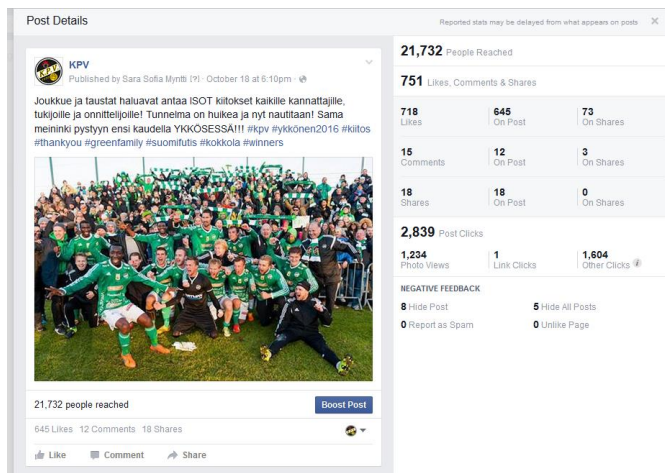 Post Details
Reported stats may be delayed from what appears on posts
KPV
Published by Sara Sofia Myntti [?] · October 18 at 6:10pm ·
Joukkue ja taustat haluavat antaa ISOT kiitokset kaikille kannattajille,
tukijoille ja onnittelijoille! Tunnelma on huikea ja nyt nautitaan! Sama
meininki pystyyn ensi kaudella YKKÖSESSÄ!!! #kpv #ykkönen2016 #kiitos
#thankyou #greenfamily #suomifutis #kokkola #winners
21,732 people reached
Boost Post
645 Likes 12 Comments 18 Shares
Like Comment Share
21,732 People Reached
751 Likes, Comments & Shares
718 645 73
Likes On Post On Shares
15 12 3
Comments On Post On Shares
18 18 0
Shares On Post On Shares
2,839 Post Clicks
1,234 1 1,604
Photo Views Link Clicks Other Clicks i
NEGATIVE FEEDBACK
8 Hide Post 5 Hide All Posts
0 Report as Spam 0 Unlike Page